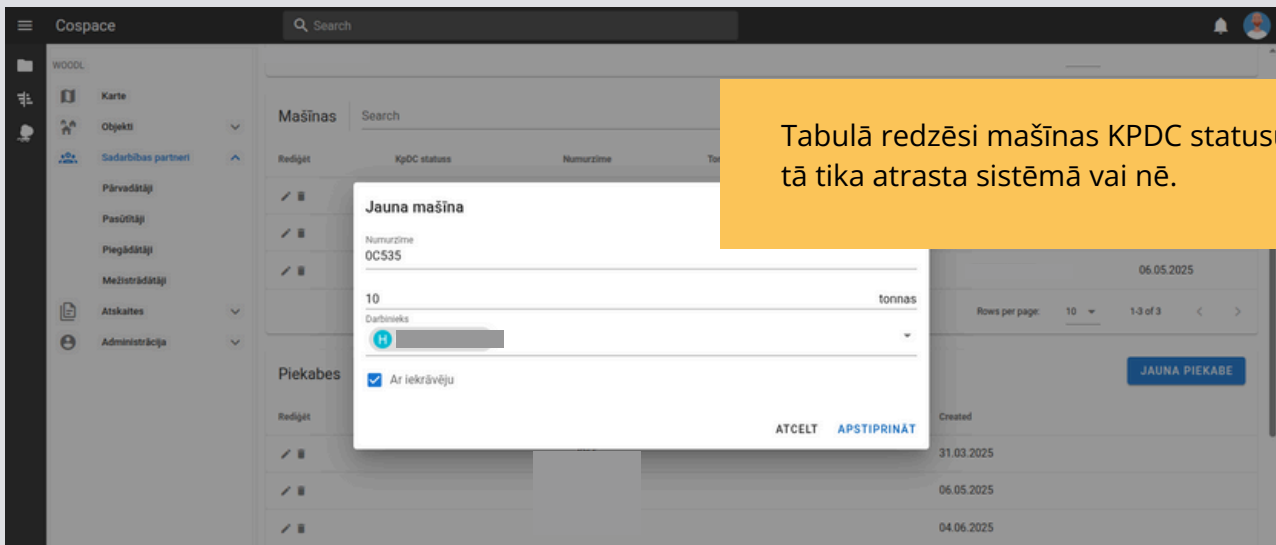 Cospace
Search
WOODL
Karte
Objekti
Sadarbības partneri
Pārvadātāji
Pasūtītāji
Piegādātāji
Mežistrādātāji
Atskaites
Administrācija
Mašīnas
Search
Rediģēt KpDC statuss Numurzīme
Tabulā redzēsi mašīnas KPDC statusu
tā tika atrasta sistēmā vai nē.
Jauna mašīna
Numurzīme
0C535
10 tonnas
Darbinieks
H
Ar iekrāvēju
ATCELT APSTIPRINĀT
06.05.2025
Rows per page: 10 1-3 of 3
Piekabes
JAUNA PIEKABE
Rediģēt Created
31.03.2025
06.05.2025
04.06.2025